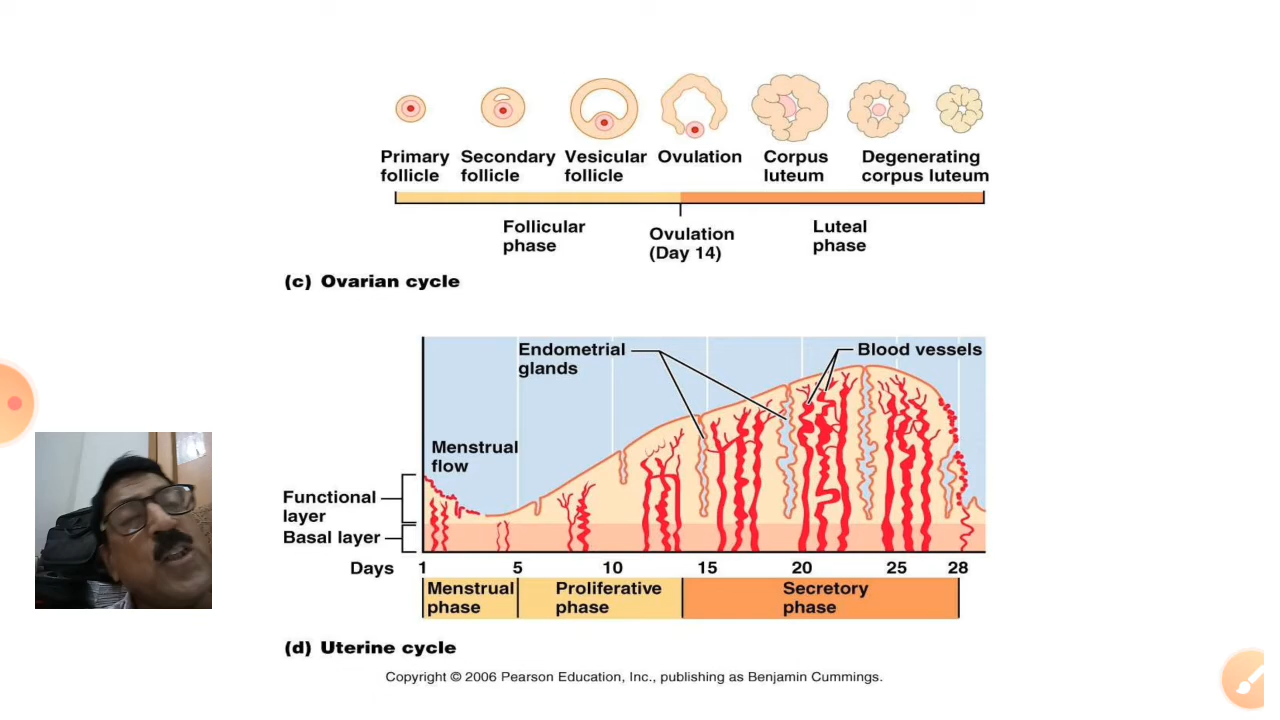 Primary Secondary Vesicular Ovulation Corpus Degenerating
follicle follicle follicle luteum corpus luteum
Follicular Luteal
phase phase
Ovulation
(Day 14)
(c) Ovarian cycle
Endometrial
glands
Blood vessels
Menstrual
flow
Functional
layer
Basal layer
Days 1 5 10 15 20 25 28
Menstrual Proliferative Secretory
phase phase phase
(d) Uterine cycle
Copyright © 2006 Pearson Education, Inc., publishing as Benjamin Cummings.